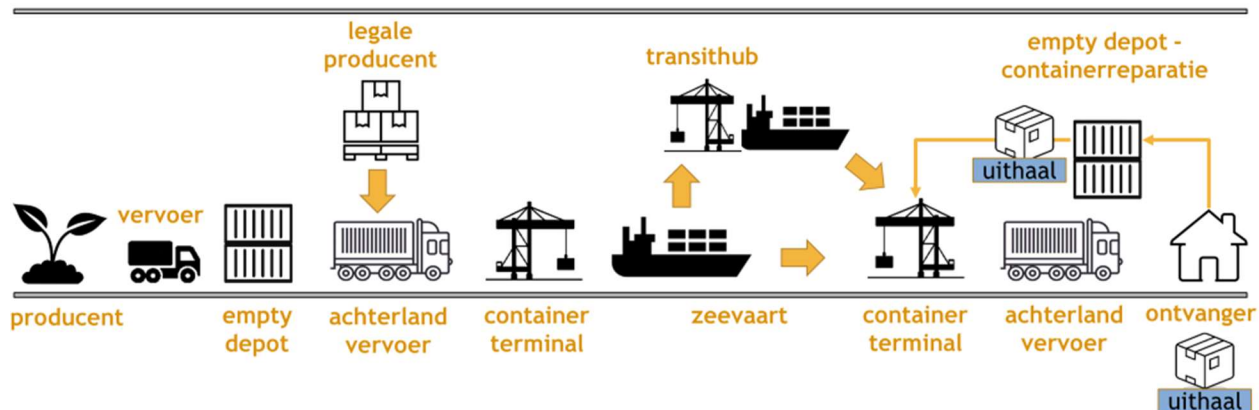 legale
producent
transithub
empty depot -
containerreparatie
uithaal
vervoer
producent
empty
depot
achterland
vervoer
container
terminal
zeevaart
container
terminal
achterland
vervoer
ontvanger
uithaal